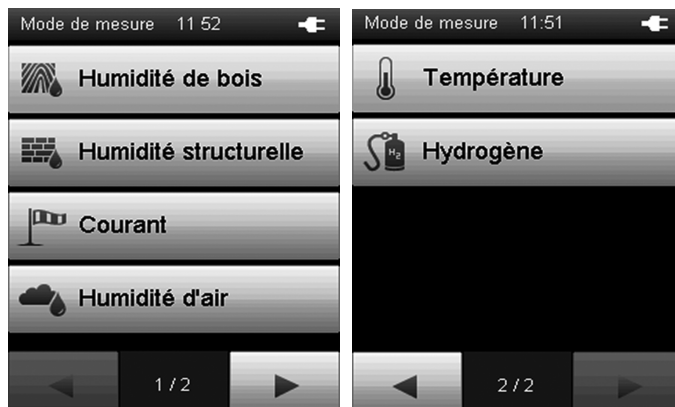 Mode de mesure 11 52
Humidité de bois
Humidité structurelle
Courant
Humidité d'air
1 / 2
Mode de mesure 11:51
Température
H2
Hydrogène
2 / 2